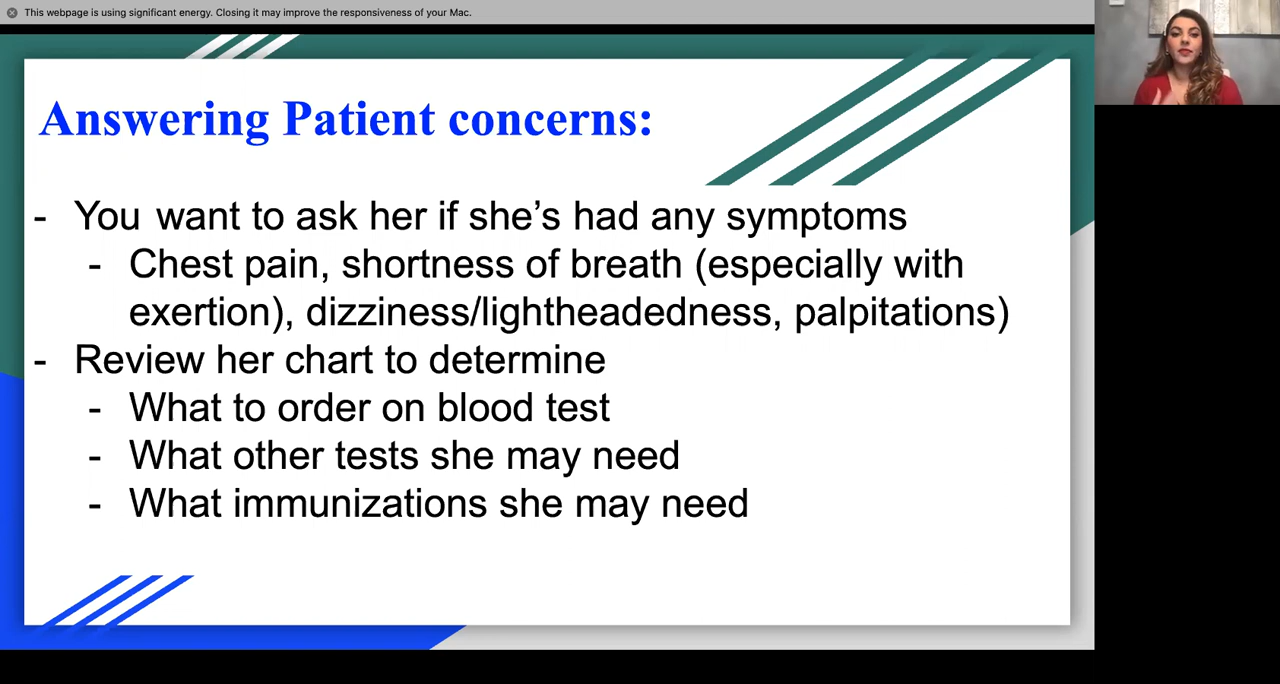 This webpage is using significant energy. Closing it may improve the responsiveness of your Mac.
Answering Patient concerns:
- You want to ask her if she’s had any symptoms
- Chest pain, shortness of breath (especially with
exertion), dizziness/lightheadedness, palpitations)
- Review her chart to determine
- What to order on blood test
- What other tests she may need
- What immunizations she may need